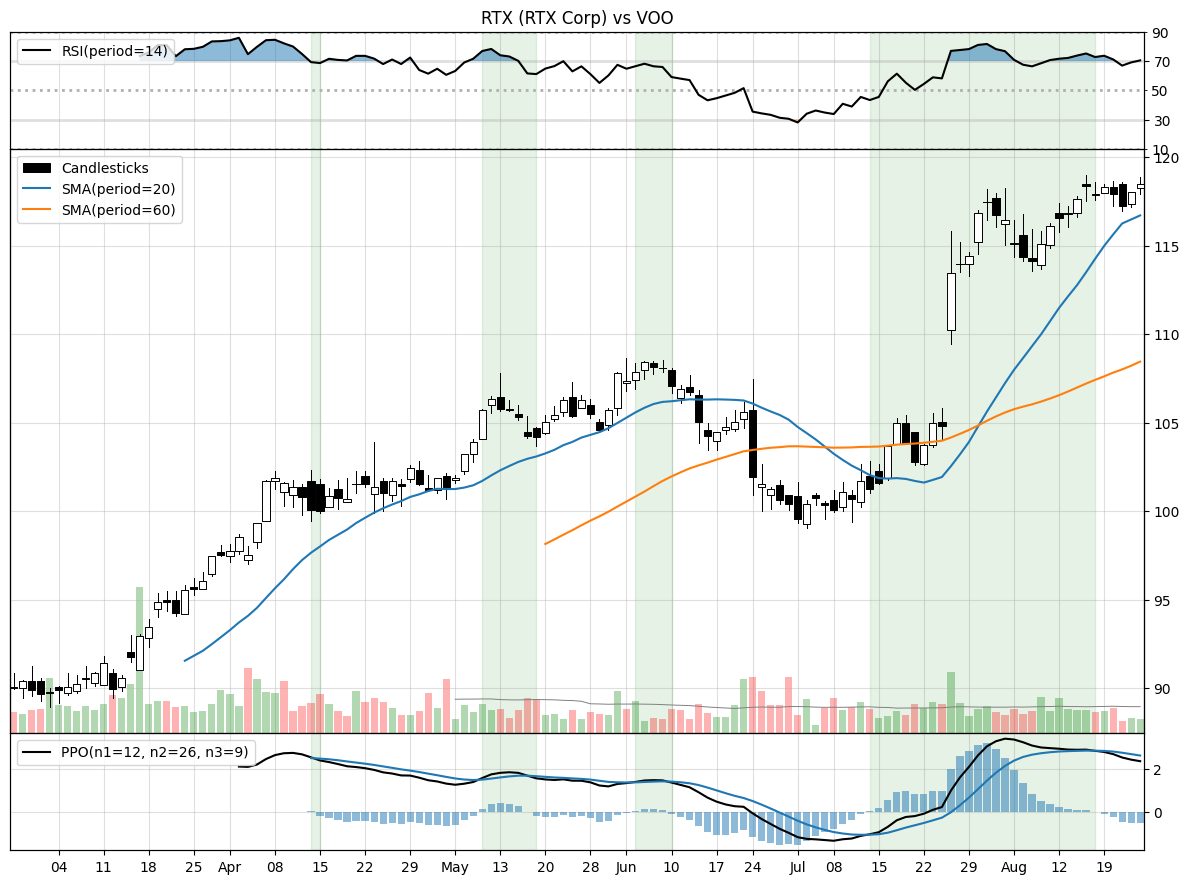 RTX (RTX Corp) vs VOO
RSI(period=14)
90
70
50
30
10
Candlesticks
SMA(period=20)
SMA(period=60)
120
115
110
105
100
95
90
PPO(n1=12, n2=26, n3=9)
2
0
04 11 18 25 Apr 08 15 22 29 May 13 20 28 Jun 10 17 24 Jul 08 15 22 29 Aug 12 19